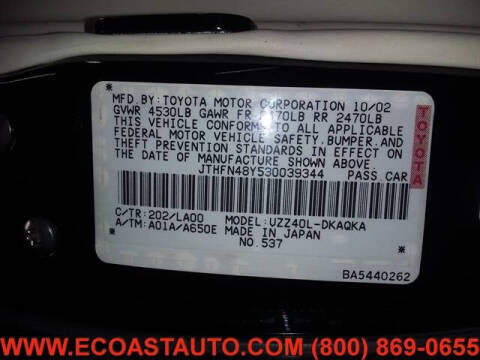 MFD.BY:TOYOTA MOTOR CORPORATION 10/02
GVWR 4530LB GAWR FR 70LB RR 2470LB
THIS VEHICLE CONFORMS TO ALL APPLICABLE
FEDERAL MOTOR VEHICLE SAFETY.BUMPER.AND
THEFT PREVENTION STANDARDS IN EFFECT ON
THE DATE OF MANUFACTURE SHOWN ABOVE.
JTHFN48Y530039344 PASS.CAR
TOYOTA
C/TR:202/LA00 MODEL:UZZ40L-DKAQKA
A/TM:A01A/A650E MADE IN JAPAN
NO.537
BA5440262
WWW.ECOASTAUTO.COM (800) 869-0655